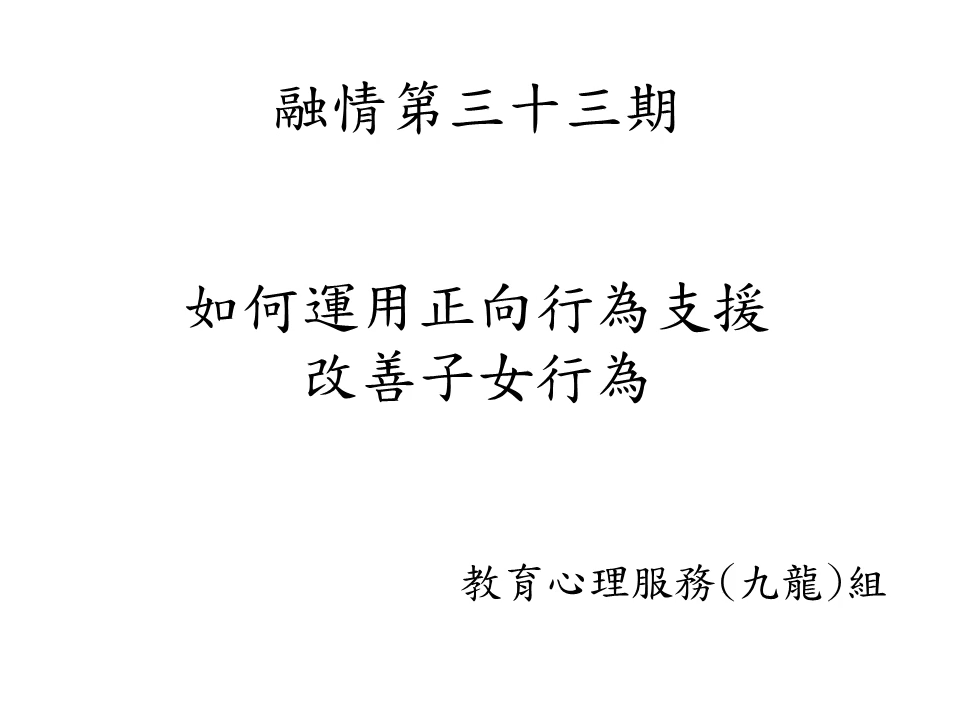 融情第三十三期
如何運用正向行為支援
改善子女行為
教育心理服務(九龍)組